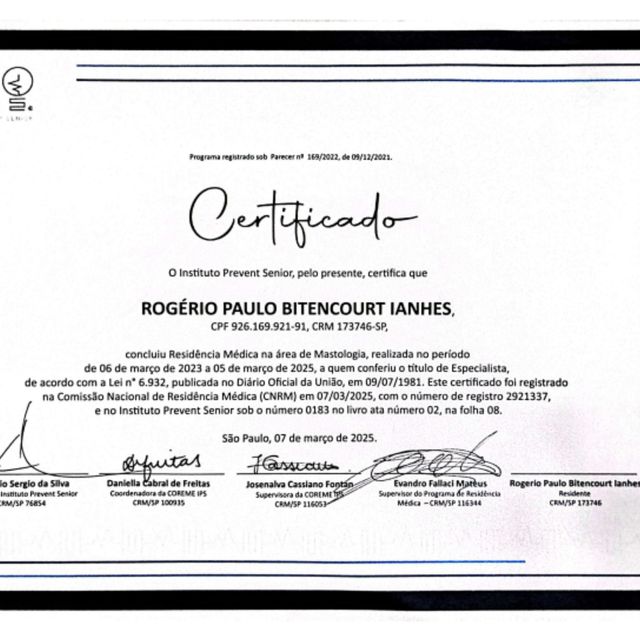 Programa registrado sob Parecer nº 169/2022, de 09/12/2021.
Certificado
O Instituto Prevent Senior, pelo presente, certifica que
ROGÉRIO PAULO BITENCOURT IANHES,
CPF 926.169.921-91, CRM 173746-SP,
concluiu Residência Médica na área de Mastologia, realizada no período
de 06 de março de 2023 a 05 de março de 2025, a quem conferiu o título de Especialista,
de acordo com a Lei n° 6.932, publicada no Diário Oficial da União, em 09/07/1981. Este certificado foi registrado
na Comissão Nacional de Residência Médica (CNRM) em 07/03/2025, com o número de registro 2921337,
e no Instituto Prevent Senior sob o número 0183 no livro ata número 02, na folha 08.
São Paulo, 07 de março de 2025.
io Sergio da Silva
Instituto Prevent Senior
RM/SP 76854
Daniella Cabral de Freitas
Coordenadora da COREME IPS
CRM/SP 100935
Josenalva Cassiano Fontan
Supervisora da COREME
CRM/SP 116053
Evandro Fallaci Mateus
Supervisor do Programa de Residência
Médica – CRM/SP 116344
Rogerio Paulo Bitencourt Ianhes
Residente
CRM/SP 173746